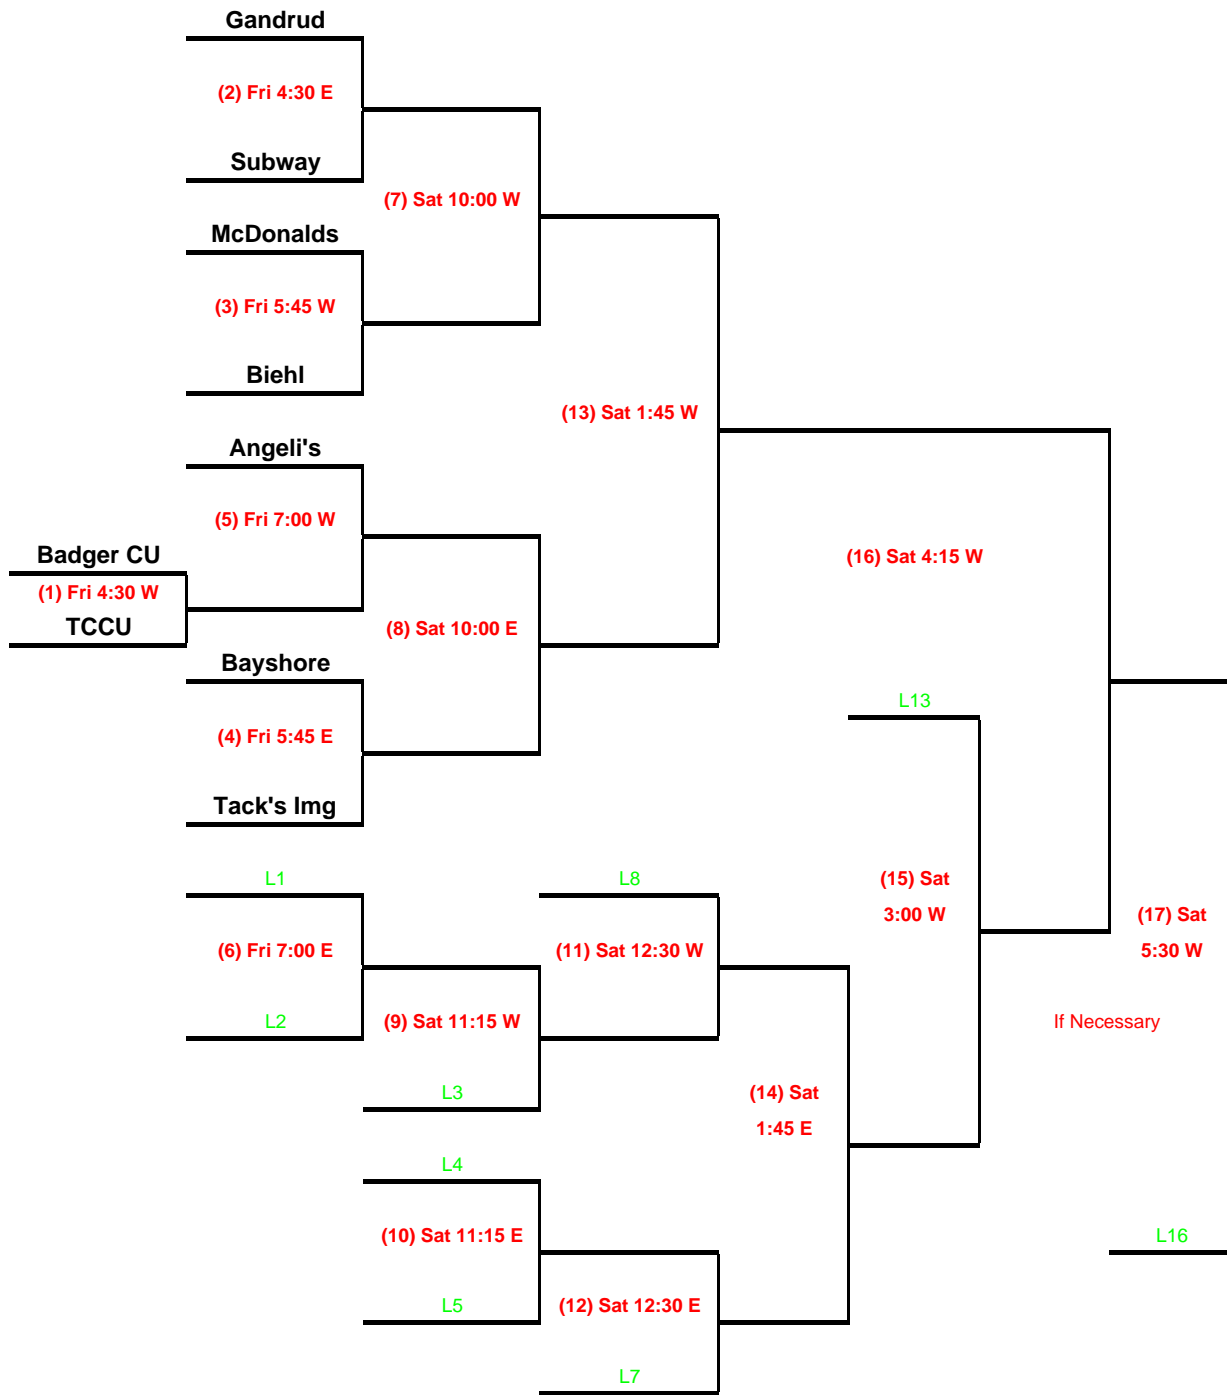 Gandrud
(2) Fri 4:30 E
Subway
(7) Sat 10:00 W
McDonalds
(3) Fri 5:45 W
Biehl
(13) Sat 1:45 W
Angeli's
(5) Fri 7:00 W
Badger CU
(16) Sat 4:15 W
(1) Fri 4:30 W
TCCU
(8) Sat 10:00 E
Bayshore
L13
(4) Fri 5:45 E
Tack's Img
L1
L8
(15) Sat
3:00 W
(17) Sat
5:30 W
(6) Fri 7:00 E
(11) Sat 12:30 W
L2
(9) Sat 11:15 W
If Necessary
L3
(14) Sat
1:45 E
L4
(10) Sat 11:15 E
L16
L5
(12) Sat 12:30 E
L7